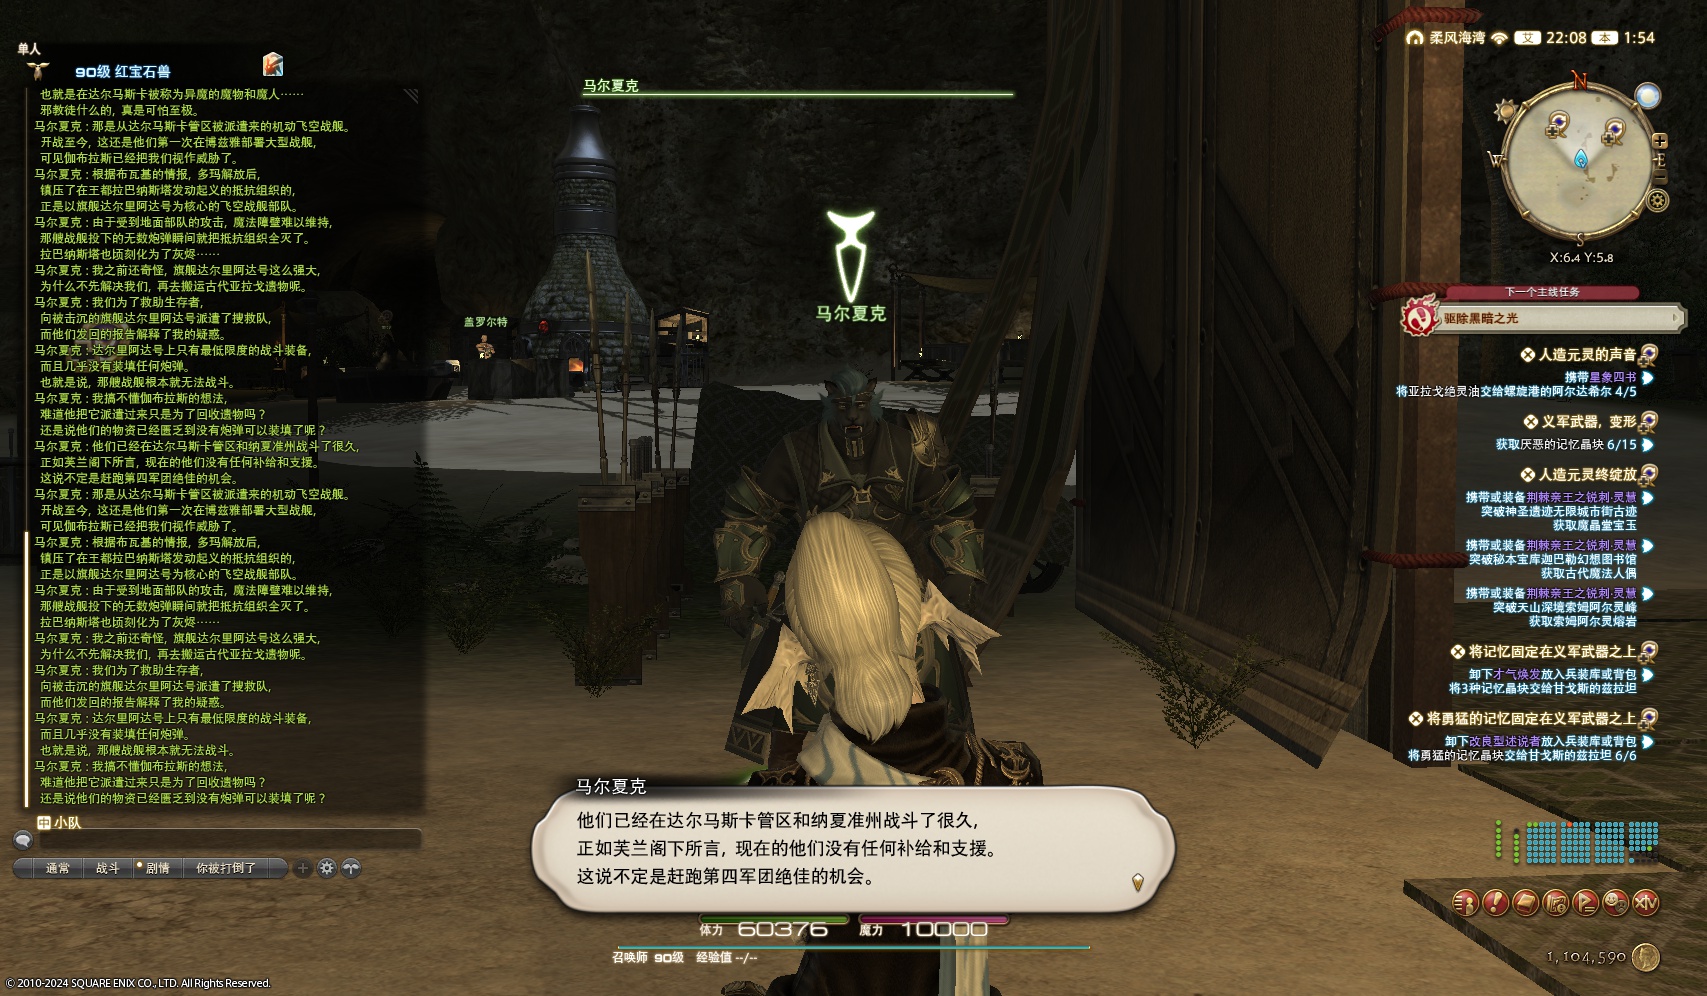 单人
90级 红宝石兽
也就是在达尔马斯卡被称为异魔的魔物和魔人……
邪教徒什么的，真是可怕至极。
马尔夏克：那是从达尔马斯卡管区被派遣来的机动飞空战舰。
开战至今，这还是他们第一次在博兹雅部署大型战舰，
可见伽布拉斯已经把我们视作威胁了。
马尔夏克：根据布瓦基的情报，多玛解放后，
镇压了在王都拉巴纳斯塔发动起义的抵抗组织的，
正是以旗舰达尔里阿达号为核心的飞空战舰部队。
马尔夏克：由于受到地面部队的攻击，魔法障壁难以维持，
那艘战舰投下的无数炮弹瞬间就把抵抗组织全灭了。
拉巴纳斯塔也顷刻化为了灰烬……
马尔夏克：我之前还奇怪，旗舰达尔里阿达号这么强大，
为什么不先解决我们，再去搬运古代亚拉戈遗物呢。
马尔夏克：我们为了救助生存者，
向被击沉的旗舰达尔里阿达号派遣了搜救队，
而他们发回的报告解释了我的疑惑。
马尔夏克：达尔里阿达号上只有最低限度的战斗装备，
而且几乎没有装填任何炮弹。
也就是说，那艘战舰根本就无法战斗。
马尔夏克：我搞不懂伽布拉斯的想法，
难道他把它派遣过来只是为了回收遗物吗？
还是说他们的物资已经匮乏到没有炮弹可以装填了呢？
马尔夏克：他们已经在达尔马斯卡管区和纳夏准州战斗了很久，
正如芙兰阁下所言，现在的他们没有任何补给和支援。
这说不定是赶跑第四军团绝佳的机会。
马尔夏克：那是从达尔马斯卡管区被派遣来的机动飞空战舰。
开战至今，这还是他们第一次在博兹雅部署大型战舰，
可见伽布拉斯已经把我们视作威胁了。
马尔夏克：根据布瓦基的情报，多玛解放后，
镇压了在王都拉巴纳斯塔发动起义的抵抗组织的，
正是以旗舰达尔里阿达号为核心的飞空战舰部队。
马尔夏克：由于受到地面部队的攻击，魔法障壁难以维持，
那艘战舰投下的无数炮弹瞬间就把抵抗组织全灭了。
拉巴纳斯塔也顷刻化为了灰烬……
马尔夏克：我之前还奇怪，旗舰达尔里阿达号这么强大，
为什么不先解决我们，再去搬运古代亚拉戈遗物呢。
马尔夏克：我们为了救助生存者，
向被击沉的旗舰达尔里阿达号派遣了搜救队，
而他们发回的报告解释了我的疑惑。
马尔夏克：达尔里阿达号上只有最低限度的战斗装备，
而且几乎没有装填任何炮弹。
也就是说，那艘战舰根本就无法战斗。
马尔夏克：我搞不懂伽布拉斯的想法，
难道他把它派遣过来只是为了回收遗物吗？
还是说他们的物资已经匮乏到没有炮弹可以装填了呢？
中 小队
通常 战斗 剧情 你被打倒了
© 2010-2024 SQUARE ENIX CO., LTD. All Rights Reserved.
马尔夏克
马尔夏克
盖罗尔特
马尔夏克
他们已经在达尔马斯卡管区和纳夏准州战斗了很久，
正如芙兰阁下所言，现在的他们没有任何补给和支援。
这说不定是赶跑第四军团绝佳的机会。
体力 60376 魔力 10000
召唤师 90级 经验值 --/--
柔风海湾 艾 22:08 本 1:54
N
W E
S
X:6.4 Y:5.8
下一个主线任务
驱除黑暗之光
人造元灵的声音
携带星象四书
将亚拉戈绝灵油交给螺旋港的阿尔达希尔 4/5
义军武器，变形
获取厌恶的记忆晶块 6/15
人造元灵终绽放
携带或装备荆棘亲王之锐刺·灵慧
突破神圣遗迹无限城市街古迹
获取魔晶堂宝玉
携带或装备荆棘亲王之锐刺·灵慧
突破秘本宝库迦巴勒幻想图书馆
获取古代魔法人偶
携带或装备荆棘亲王之锐刺·灵慧
突破天山深境索姆阿尔灵峰
获取索姆阿尔灵熔岩
将记忆固定在义军武器之上
卸下才气焕发放入兵装库或背包
将3种记忆晶块交给甘戈斯的兹拉坦
将勇猛的记忆固定在义军武器之上
卸下改良型述说者放入兵装库或背包
将勇猛的记忆晶块交给甘戈斯的兹拉坦 6/6
XIV
1,104,590